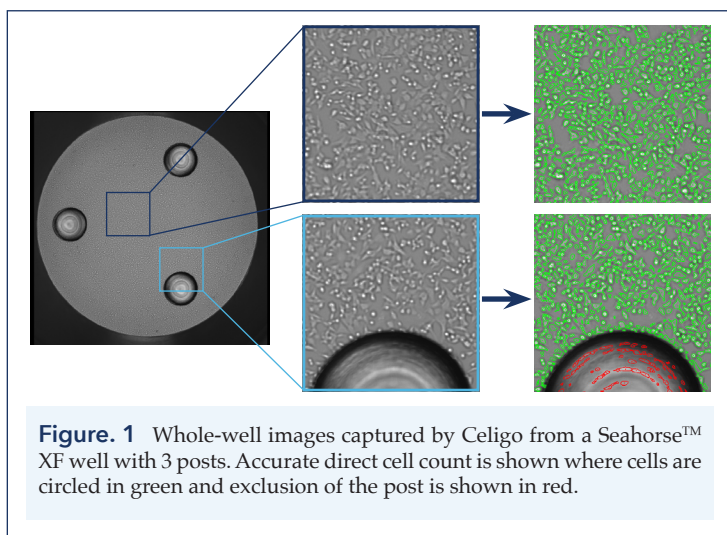 Figure. 1 Whole-well images captured by Celigo from a Seahorse™
XF well with 3 posts. Accurate direct cell count is shown where cells are
circled in green and exclusion of the post is shown in red.